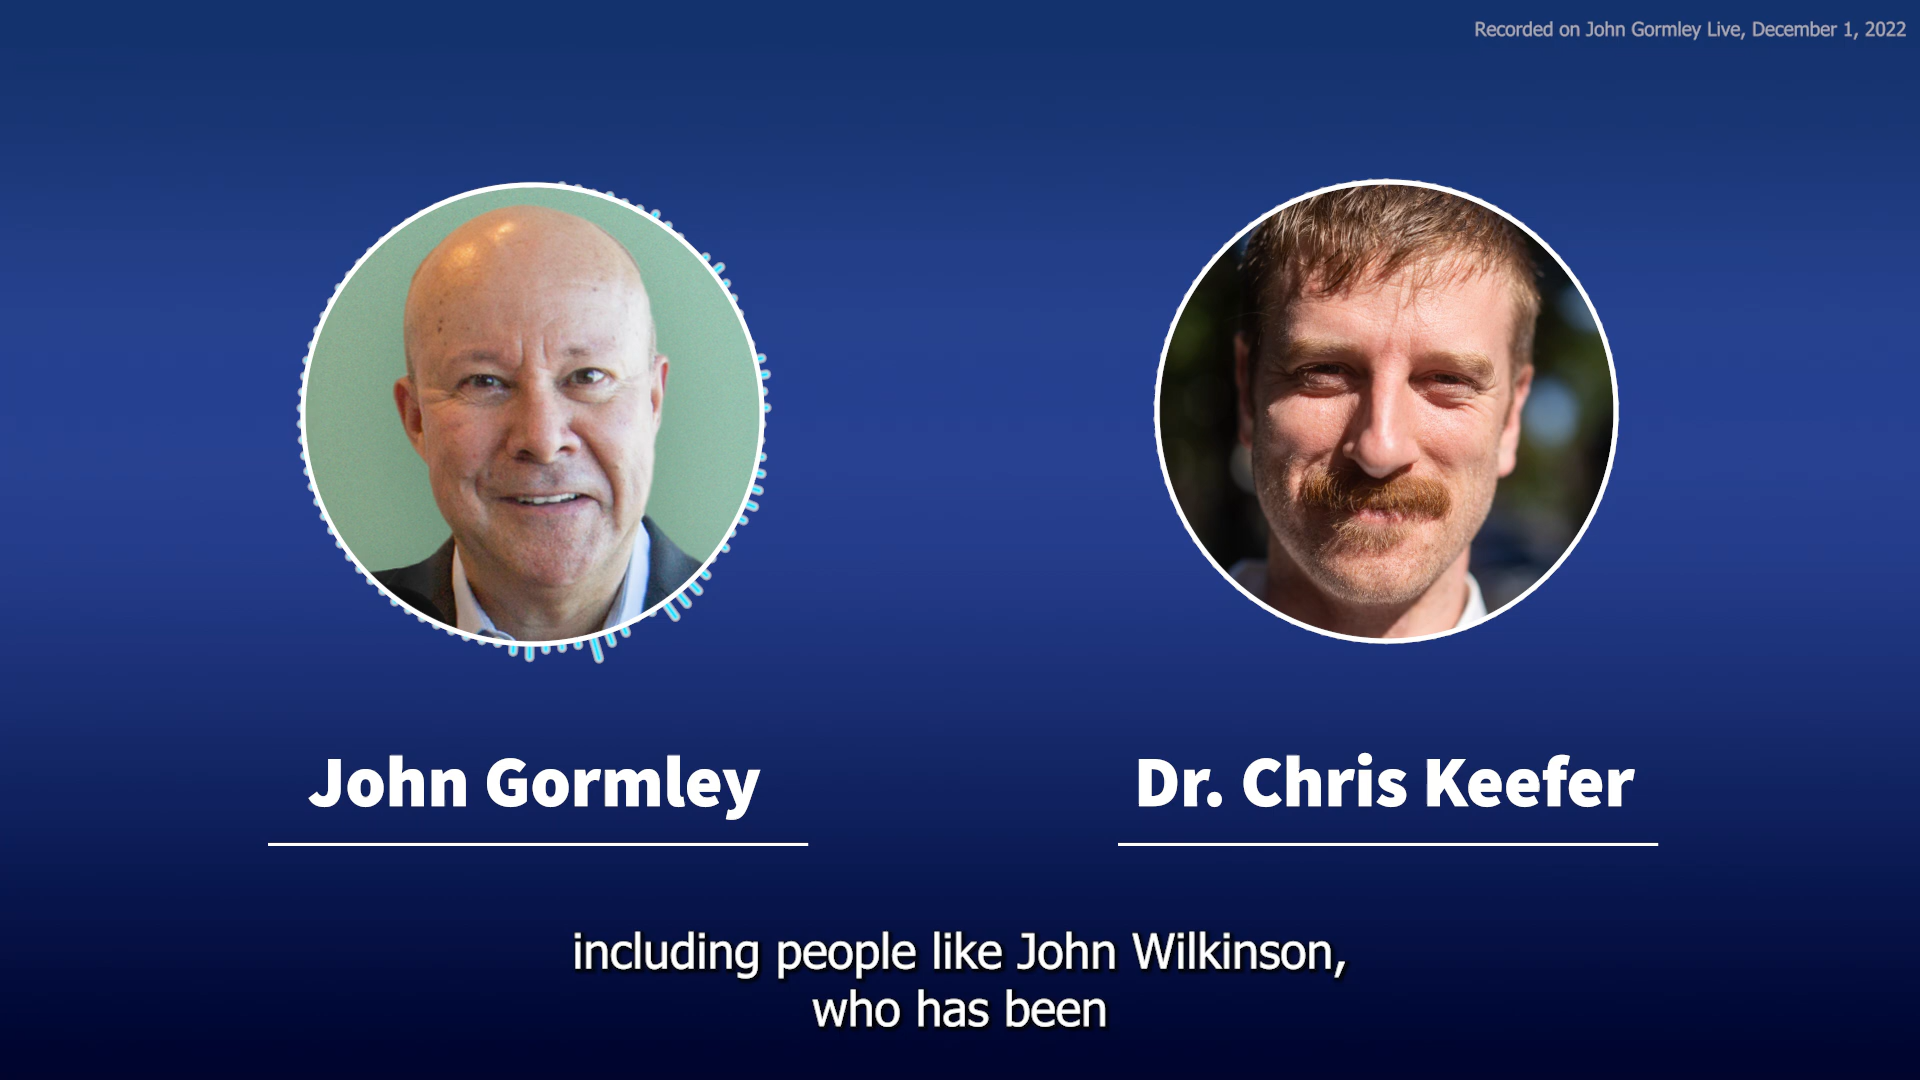 Recorded on John Gormley Live, December 1, 2022
John Gormley
Dr. Chris Keefer
including people like John Wilkinson,
who has been